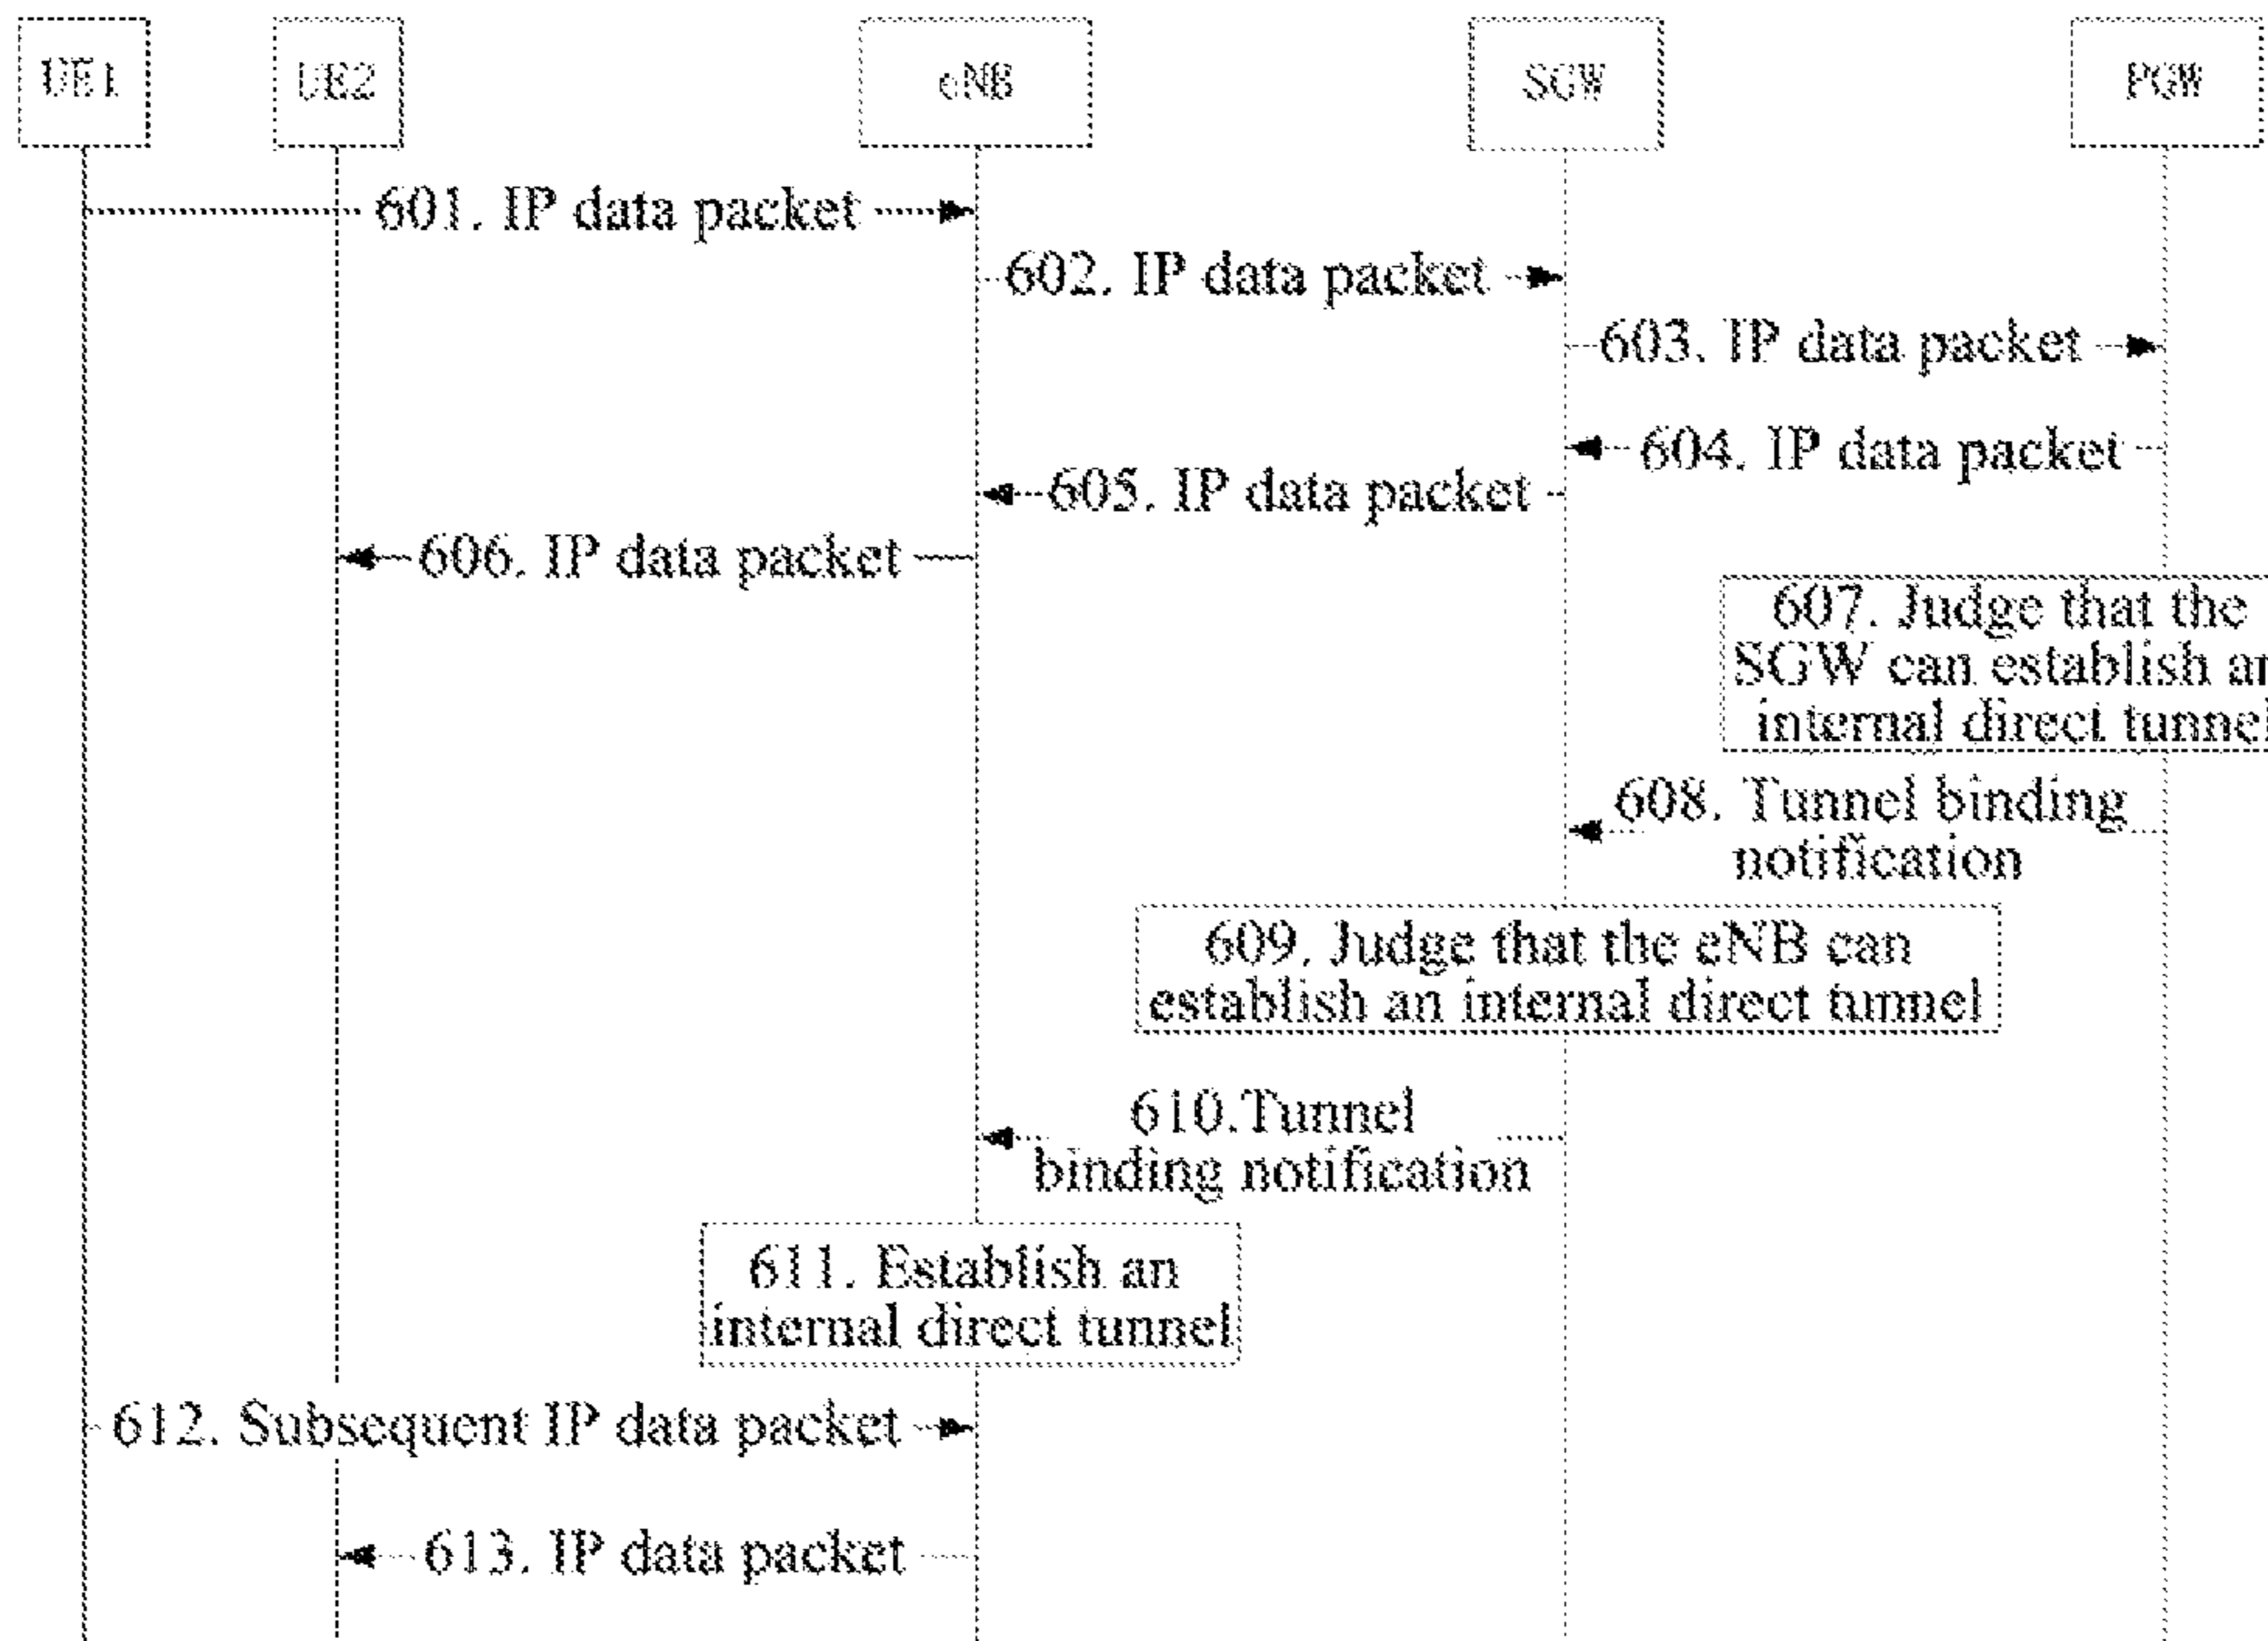 UE1
UE2
eNB
SGW
PGW
601. IP data packet
602. IP data packet
603. IP data packet
604. IP data packet
605. IP data packet
606. IP data packet
607. Judge that the
SGW can establish an
internal direct tunnel
608. Tunnel binding
notification
609. Judge that the eNB can
establish an internal direct tunnel
610.Tunnel
binding notification
611. Establish an
internal direct tunnel
612. Subsequent IP data packet
613. IP data packet